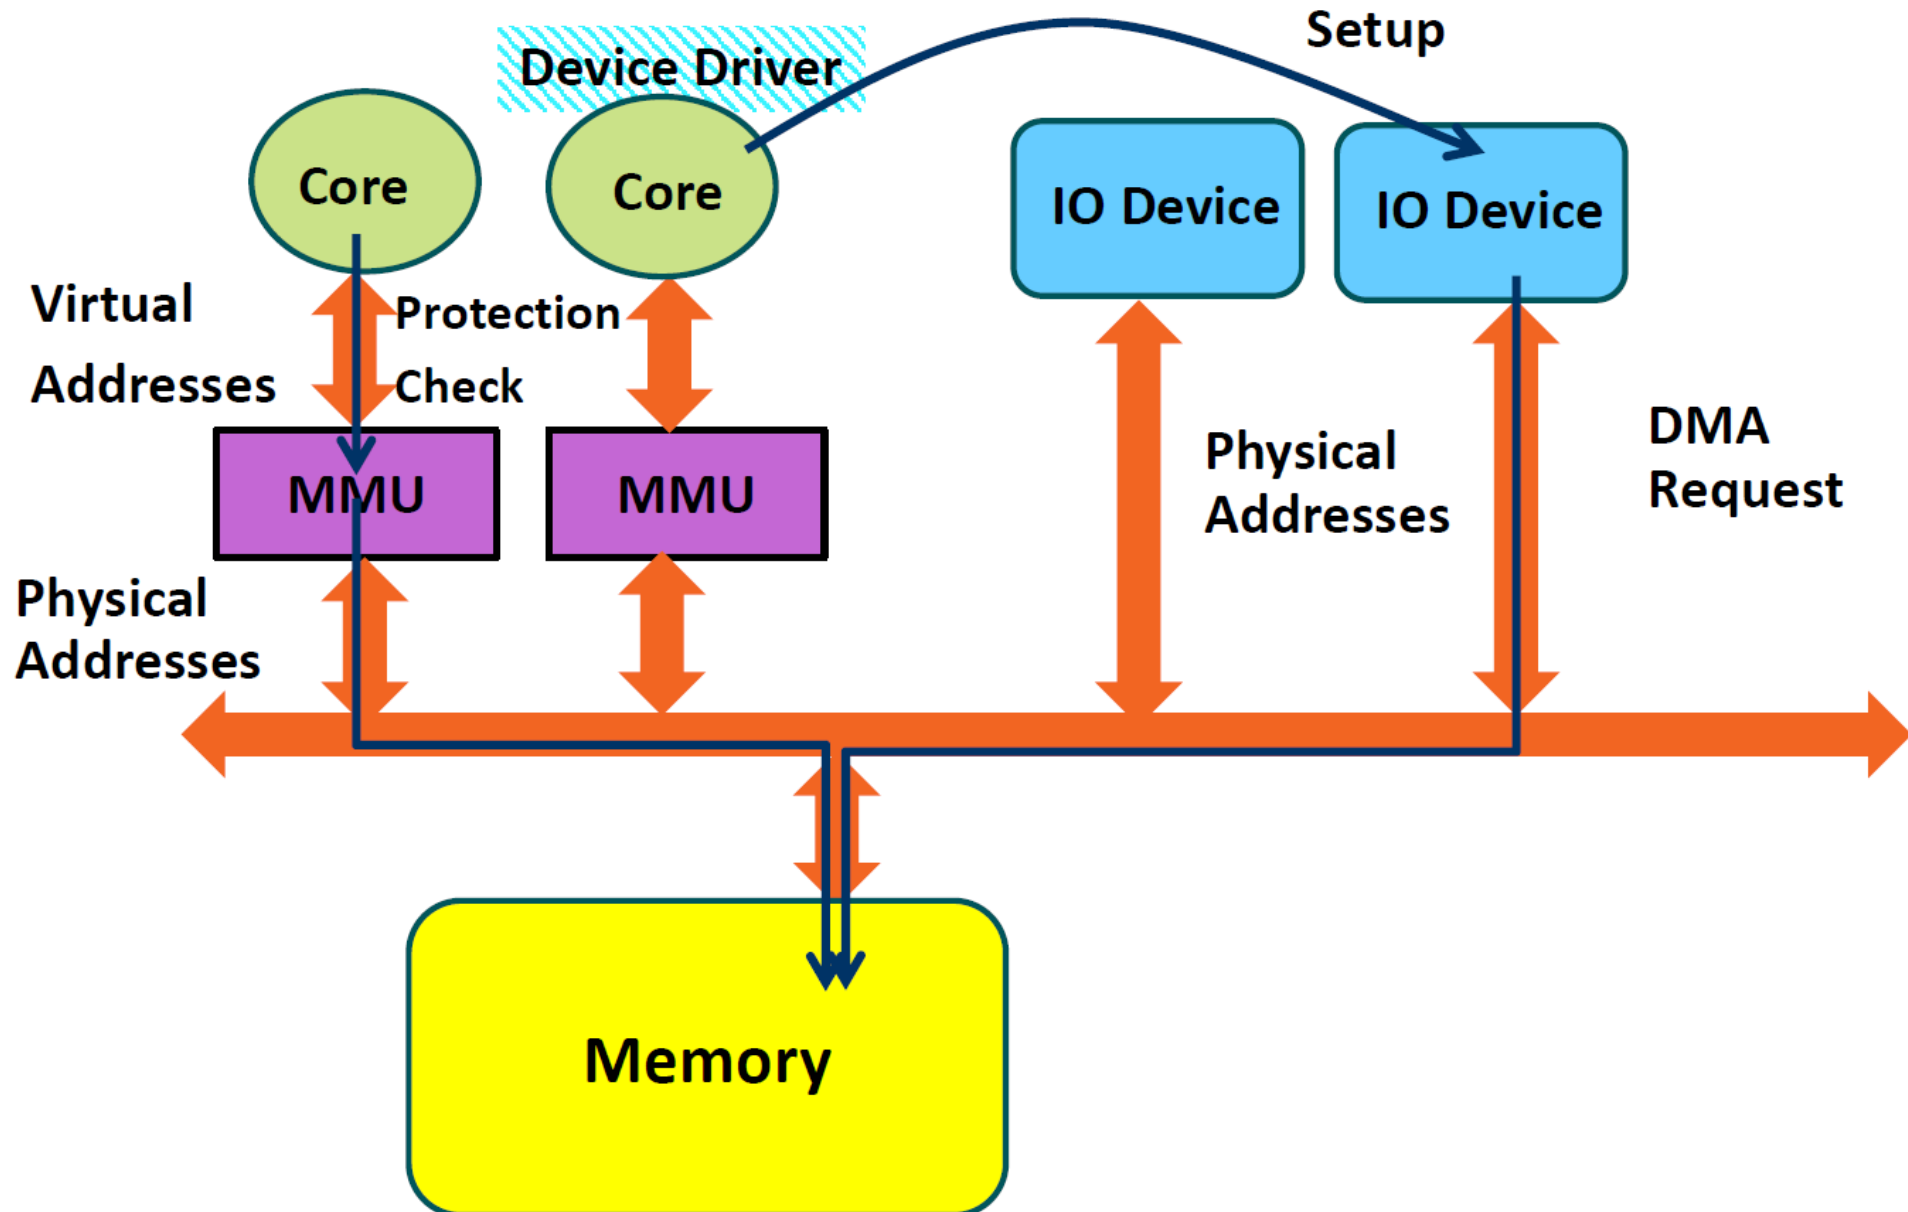 Setup
Device Driver
Core
Core
IO Device
IO Device
Virtual
Addresses
Protection
Check
MMU
MMU
Physical
Addresses
DMA
Request
Physical
Addresses
Memory